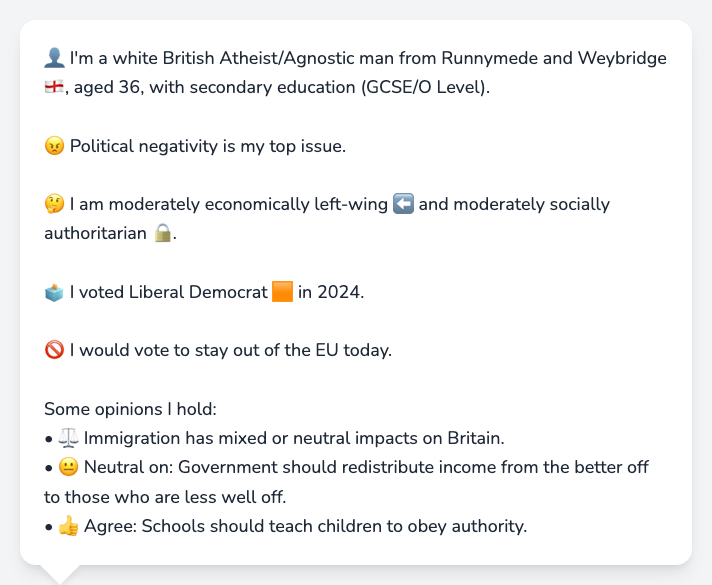 👤 I'm a white British Atheist/Agnostic man from Runnymede and Weybridge
🏴󠁧󠁢󠁥󠁮󠁧󠁿, aged 36, with secondary education (GCSE/O Level).
😠 Political negativity is my top issue.
🤔 I am moderately economically left-wing ⬅️ and moderately socially
authoritarian 🔒.
🗳️ I voted Liberal Democrat 🟧 in 2024.
🚫 I would vote to stay out of the EU today.
Some opinions I hold:
• ⚖️ Immigration has mixed or neutral impacts on Britain.
• 😐 Neutral on: Government should redistribute income from the better off
to those who are less well off.
• 👍 Agree: Schools should teach children to obey authority.